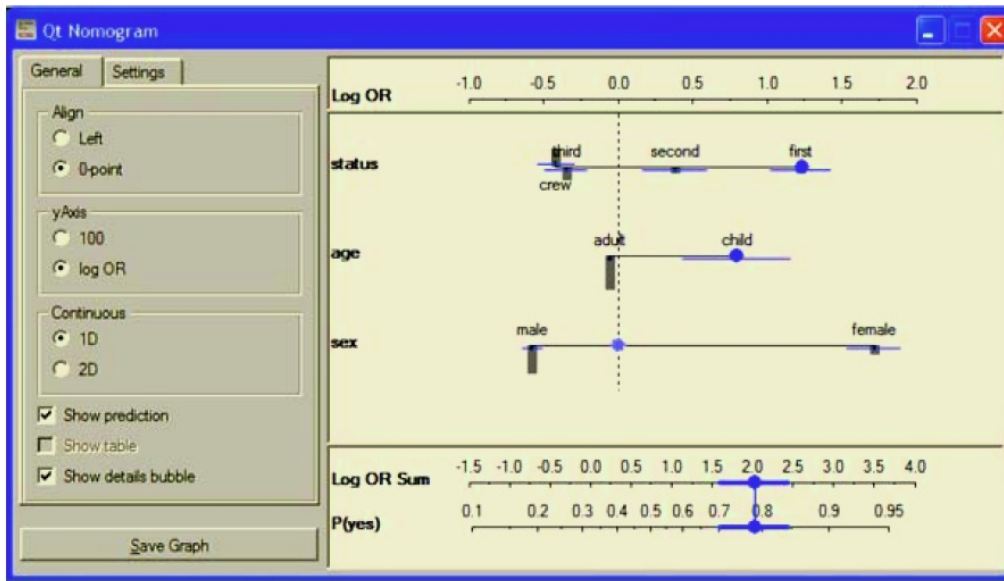 Qt Nomogram
General Settings
Align
Left
0-point
yAxis
100
log OR
Continuous
1D
2D
Show prediction
Show table
Show details bubble
Save Graph
Log OR -1.0 -0.5 0.0 0.5 1.0 1.5 2.0
status third second first
crew
age adult child
sex male female
Log OR Sum -1.5 -1.0 -0.5 0.0 0.5 1.0 1.5 2.0 2.5 3.0 3.5 4.0
P(yes) 0.1 0.2 0.3 0.4 0.5 0.6 0.7 0.8 0.9 0.95